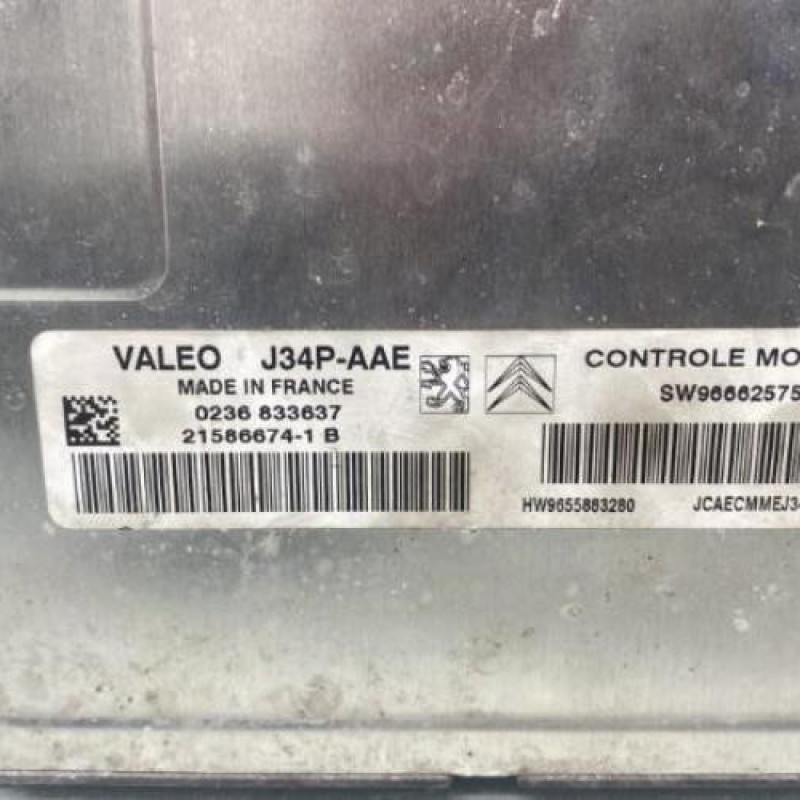 VALEO J34P-AAE
MADE IN FRANCE
0236 833637
21586674-1 B
CONTROLE MO
SW96662575
HW9655883280
JCAECMMEJ3